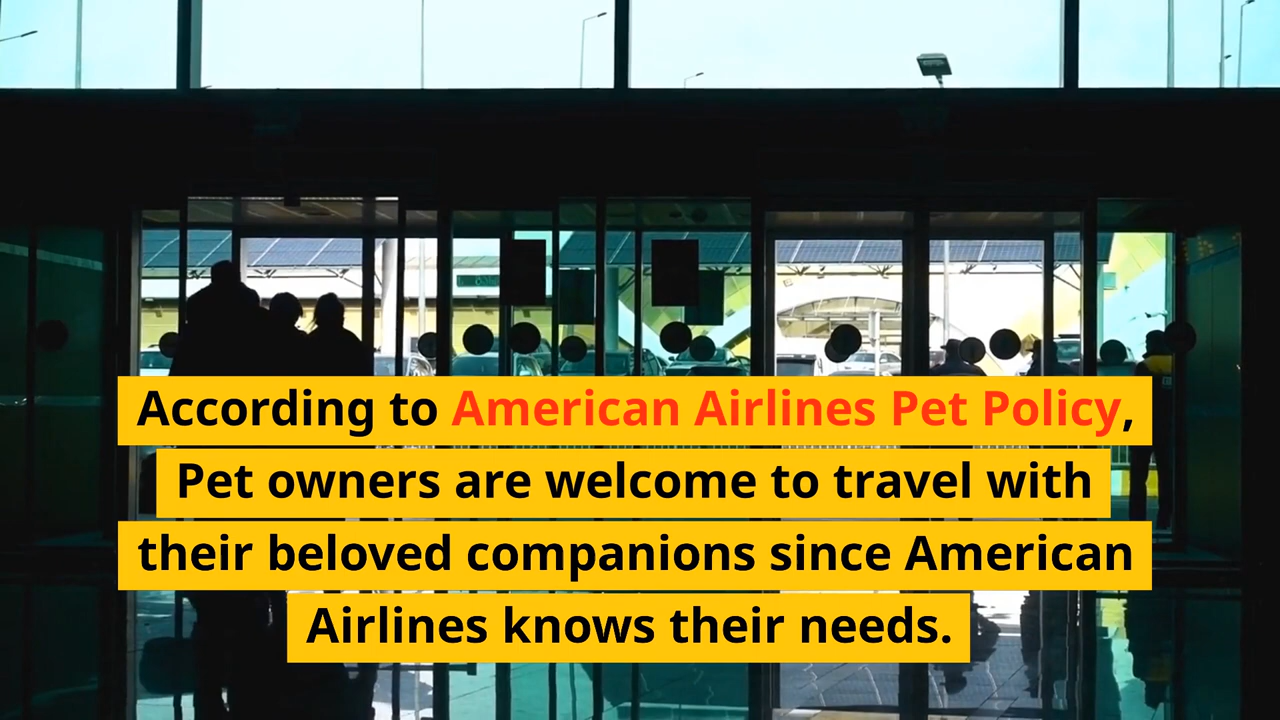 According to American Airlines Pet Policy,
Pet owners are welcome to travel with
their beloved companions since American
Airlines knows their needs.